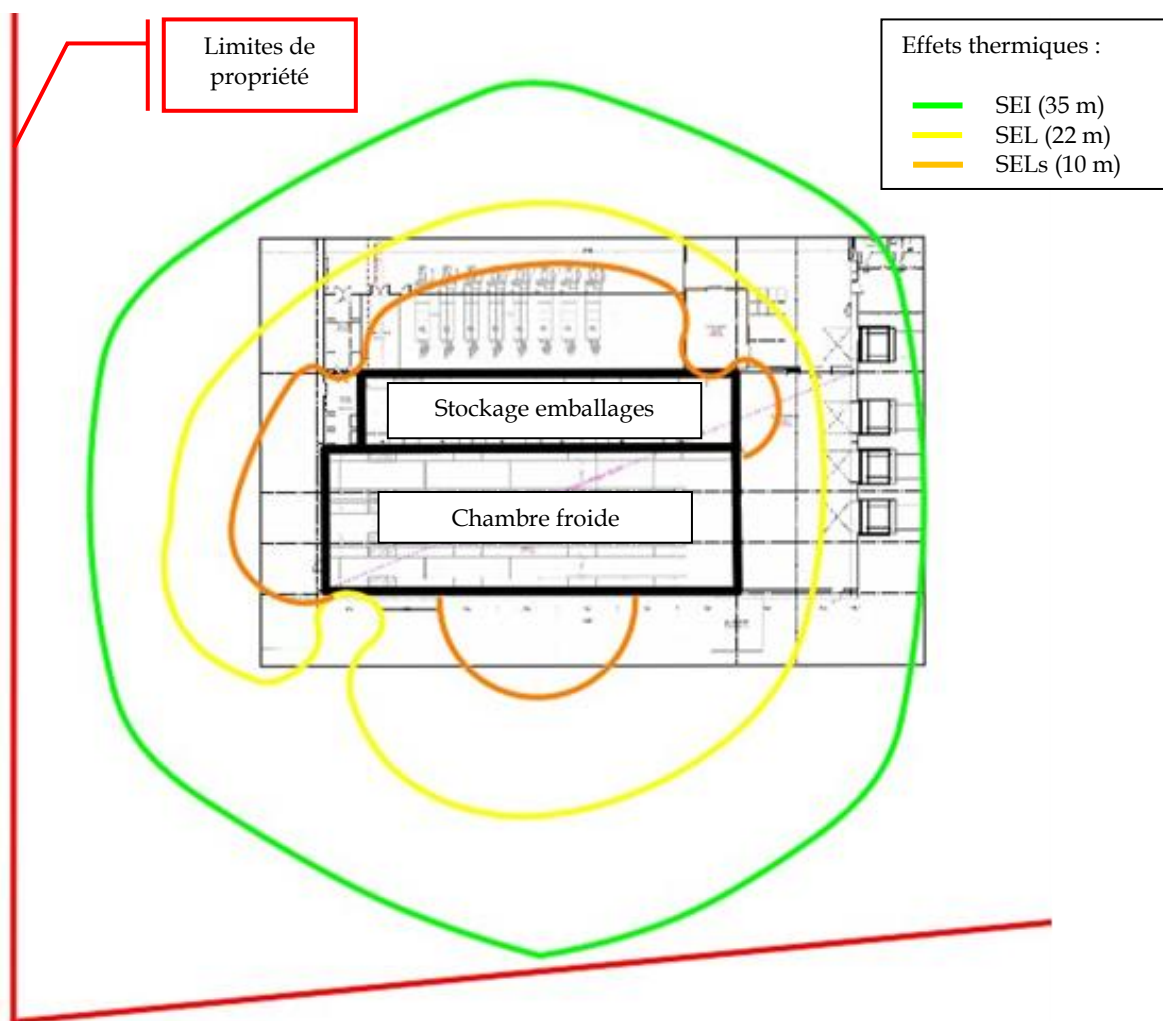 Limites de
propriété
Effets thermiques :
SEI (35 m)
SEL (22 m)
SELs (10 m)
Stockage emballages
Chambre froide